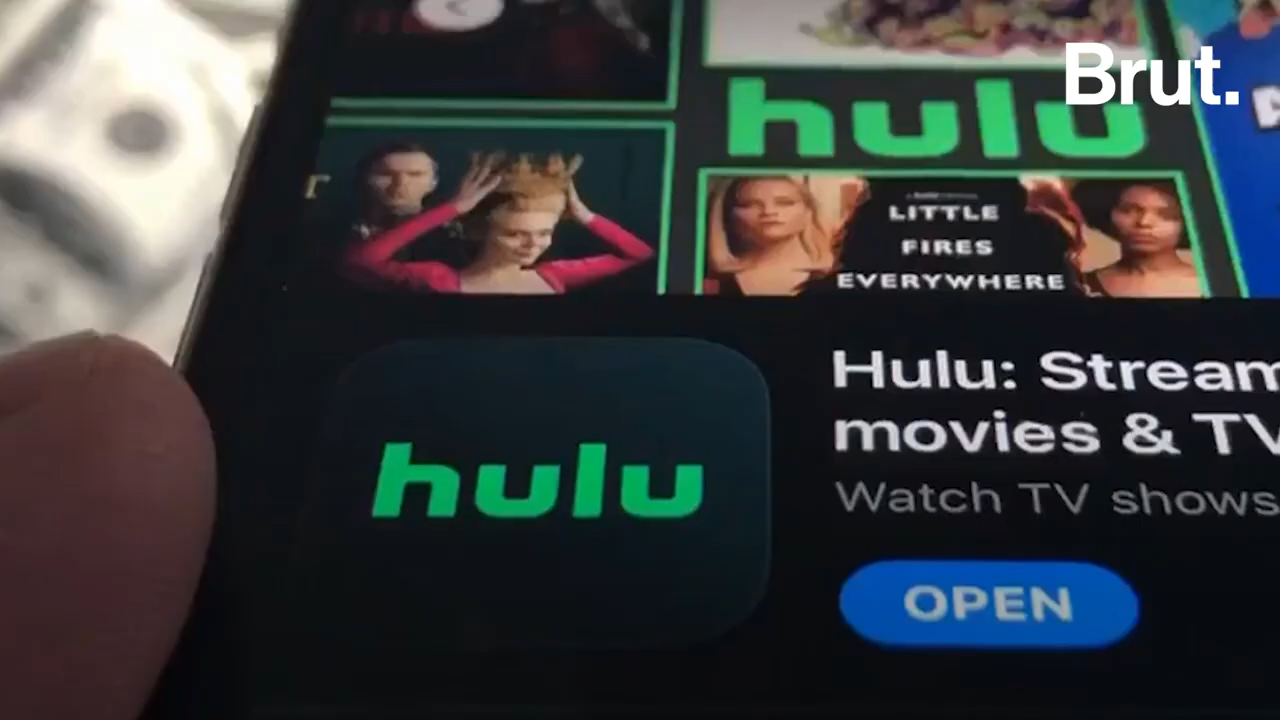 Brut.
hulu
LITTLE
FIRES
EVERYWHERE
hulu
Hulu: Stream
movies & TV
Watch TV shows
OPEN